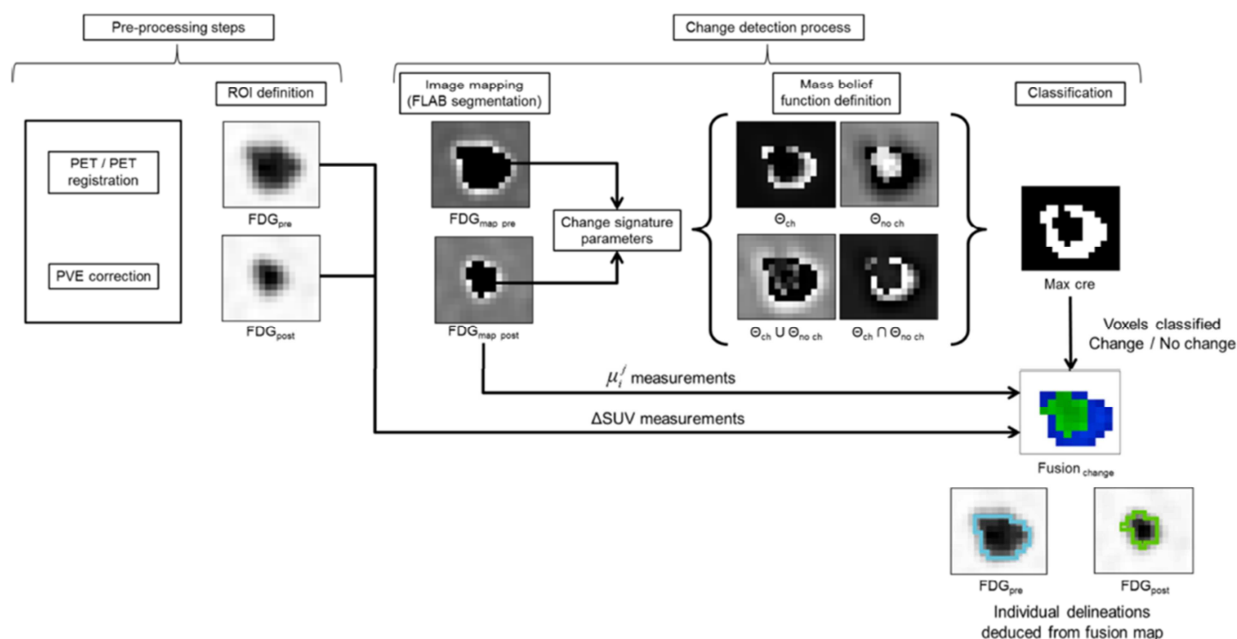 Pre-processing steps
Change detection process
ROI definition
Image mapping
(FLAB segmentation)
Mass belief
function definition
Classification
PET / PET
registration
PVE correction
FDGpre
FDGpost
FDGmap pre
FDGmap post
Change signature
parameters
Θch
Θno ch
Θch ∪ Θno ch
Θch ∩ Θno ch
Max cre
Voxels classified
Change / No change
μij measurements
ΔSUV measurements
Fusion change
FDGpre
FDGpost
Individual delineations
deduced from fusion map